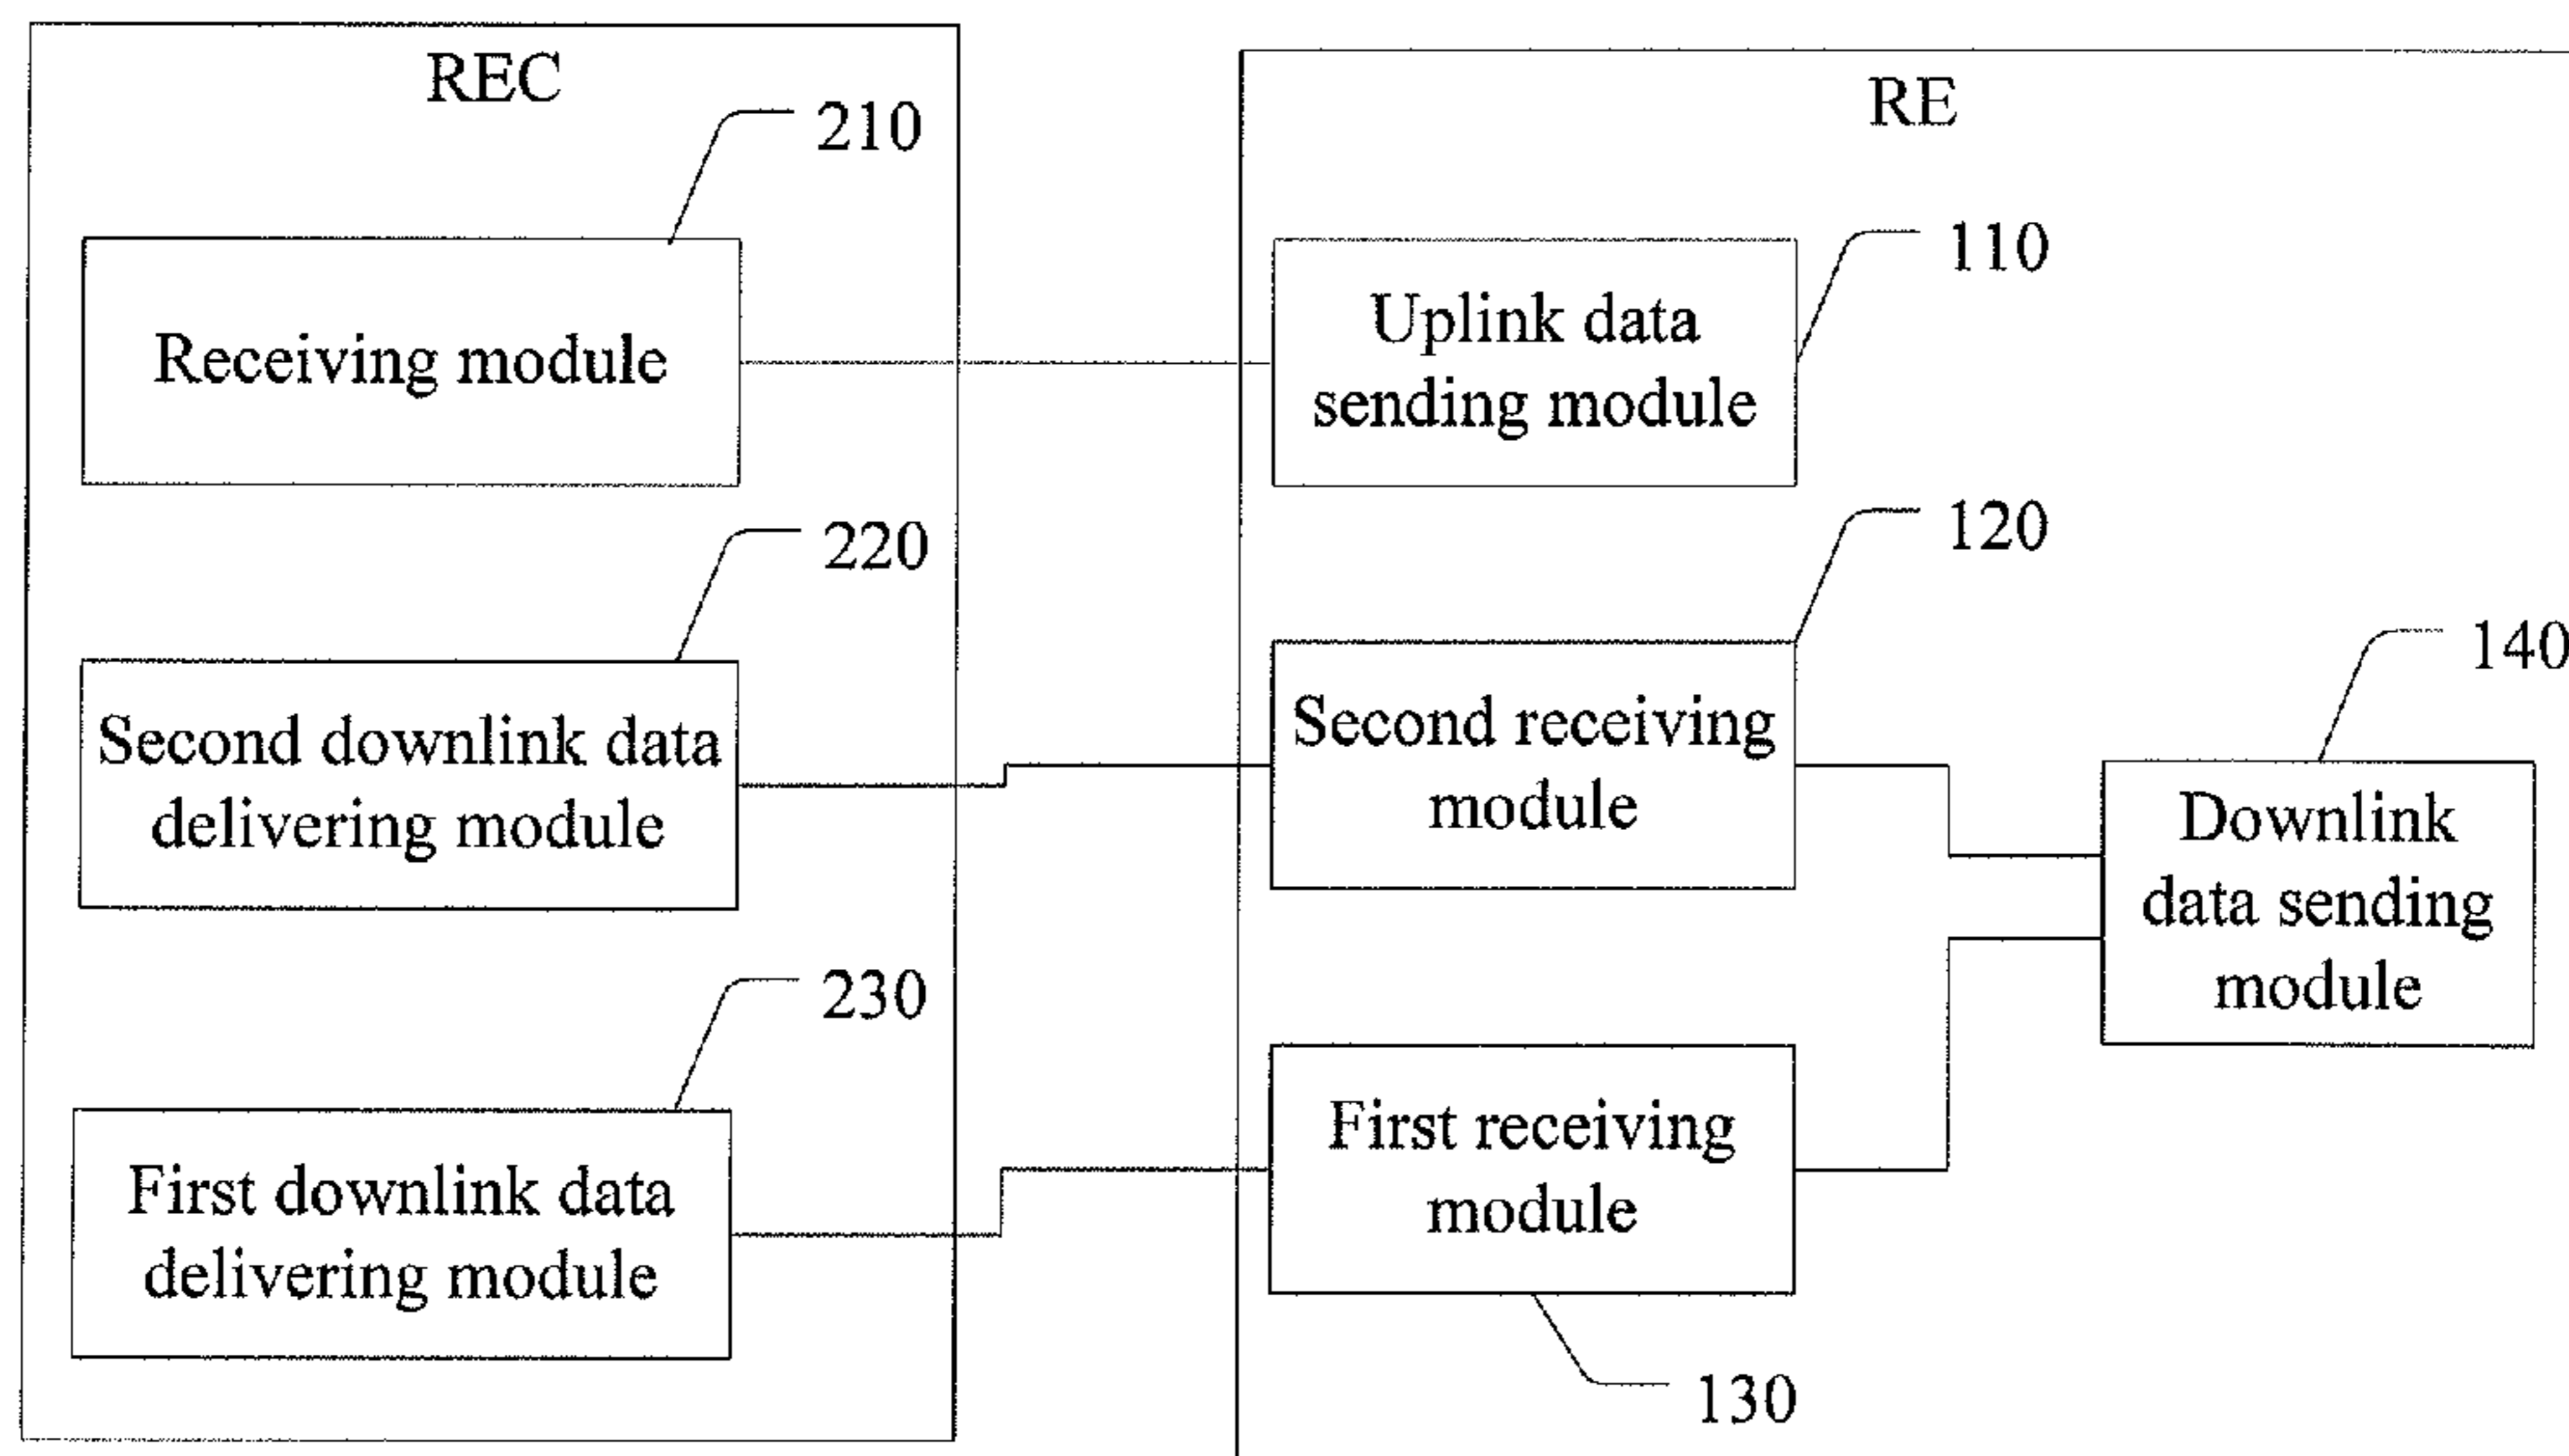 REC
210
Receiving module
220
Second downlink data
delivering module
230
First downlink data
delivering module
RE
110
Uplink data
sending module
120
Second receiving
module
140
Downlink
data sending
module
First receiving
module
130